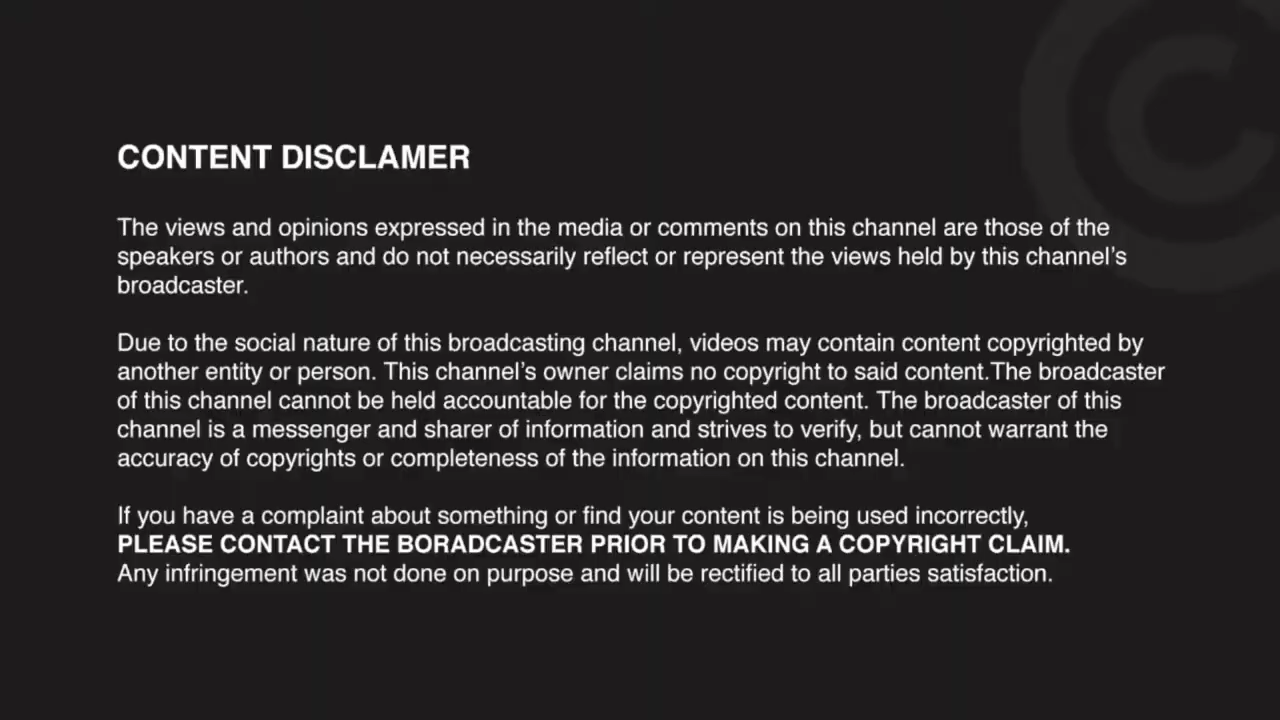 CONTENT DISCLAMER
The views and opinions expressed in the media or comments on this channel are those of the
speakers or authors and do not necessarily reflect or represent the views held by this channel’s
broadcaster.
Due to the social nature of this broadcasting channel, videos may contain content copyrighted by
another entity or person. This channel’s owner claims no copyright to said content.The broadcaster
of this channel cannot be held accountable for the copyrighted content. The broadcaster of this
channel is a messenger and sharer of information and strives to verify, but cannot warrant the
accuracy of copyrights or completeness of the information on this channel.
If you have a complaint about something or find your content is being used incorrectly,
PLEASE CONTACT THE BORADCASTER PRIOR TO MAKING A COPYRIGHT CLAIM.
Any infringement was not done on purpose and will be rectified to all parties satisfaction.